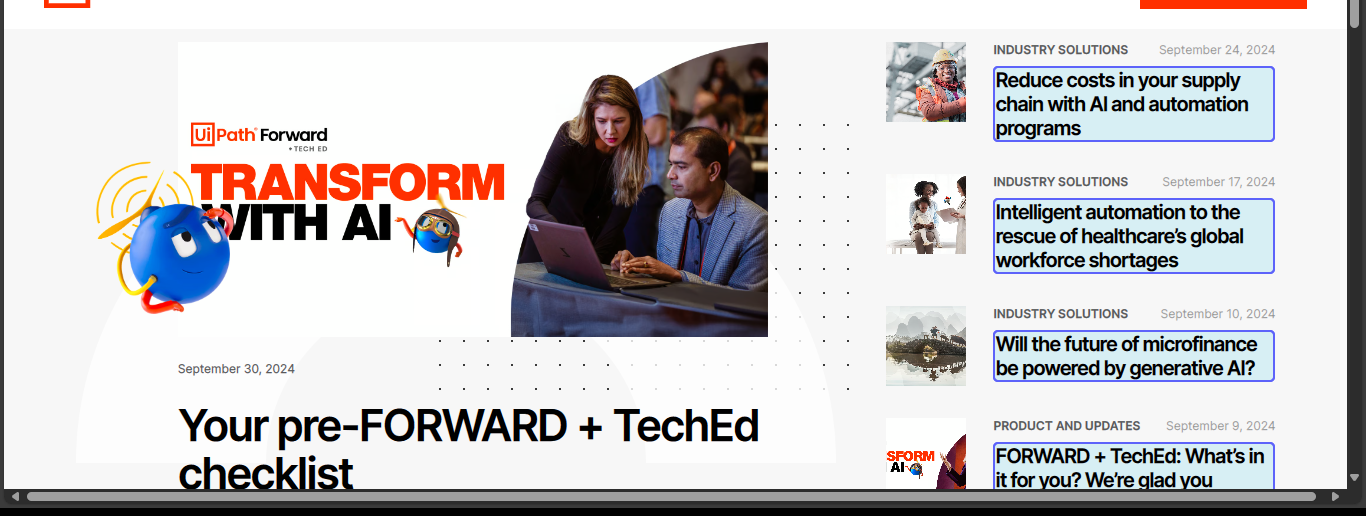 UiPath Forward
+ TECH ED
TRANSFORM
WITH AI
September 30, 2024
Your pre-FORWARD + TechEd
checklist
INDUSTRY SOLUTIONS September 24, 2024
Reduce costs in your supply
chain with AI and automation
programs
INDUSTRY SOLUTIONS September 17, 2024
Intelligent automation to the
rescue of healthcare’s global
workforce shortages
INDUSTRY SOLUTIONS September 10, 2024
Will the future of microfinance
be powered by generative AI?
SFORM
AI
PRODUCT AND UPDATES September 9, 2024
FORWARD + TechEd: What’s in
it for you? We’re glad you